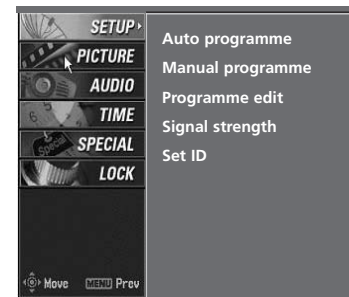 SETUP
PICTURE
AUDIO
TIME
SPECIAL
LOCK
Move MENU Prev
Auto programme
Manual programme
Programme edit
Signal strength
Set ID